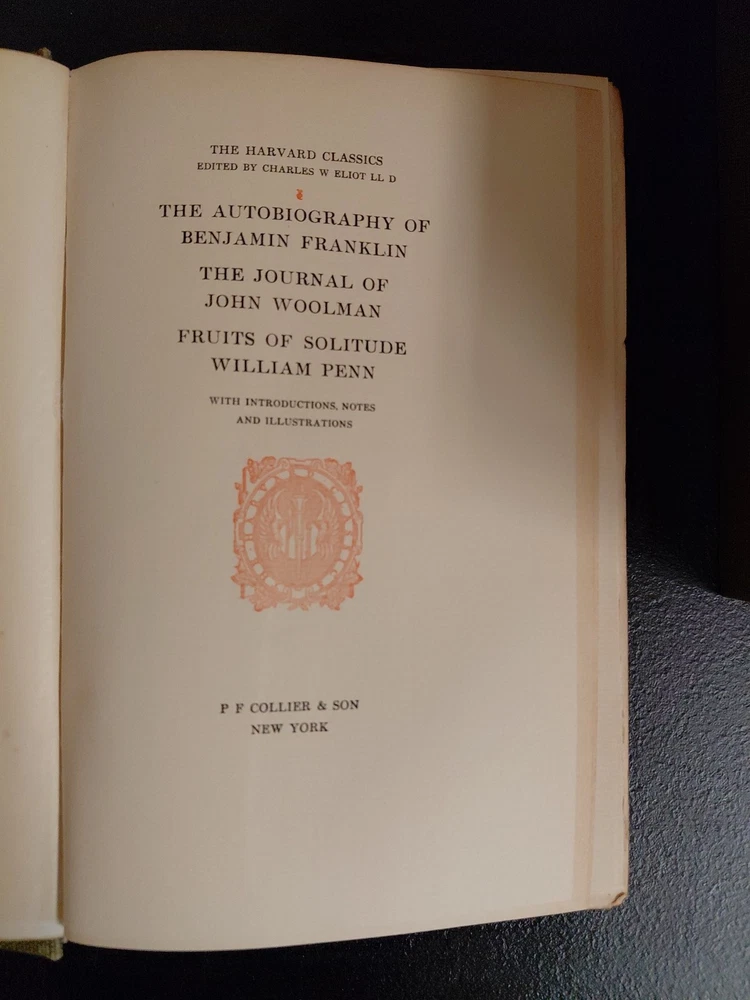 THE HARVARD CLASSICS
EDITED BY CHARLES W ELIOT LL D
THE AUTOBIOGRAPHY OF
BENJAMIN FRANKLIN
THE JOURNAL OF
JOHN WOOLMAN
FRUITS OF SOLITUDE
WILLIAM PENN
WITH INTRODUCTIONS, NOTES
AND ILLUSTRATIONS
P F COLLIER & SON
NEW YORK